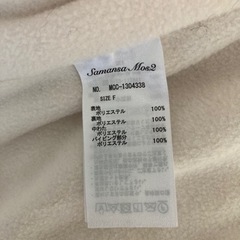 Samansa Mos2
NO. MCC-1304338
SIZE F
表地
ポリエステル 100%
裏地
ポリエステル 100%
中わた
ポリエステル 100%
パイピング部分
ポリエステル 100%